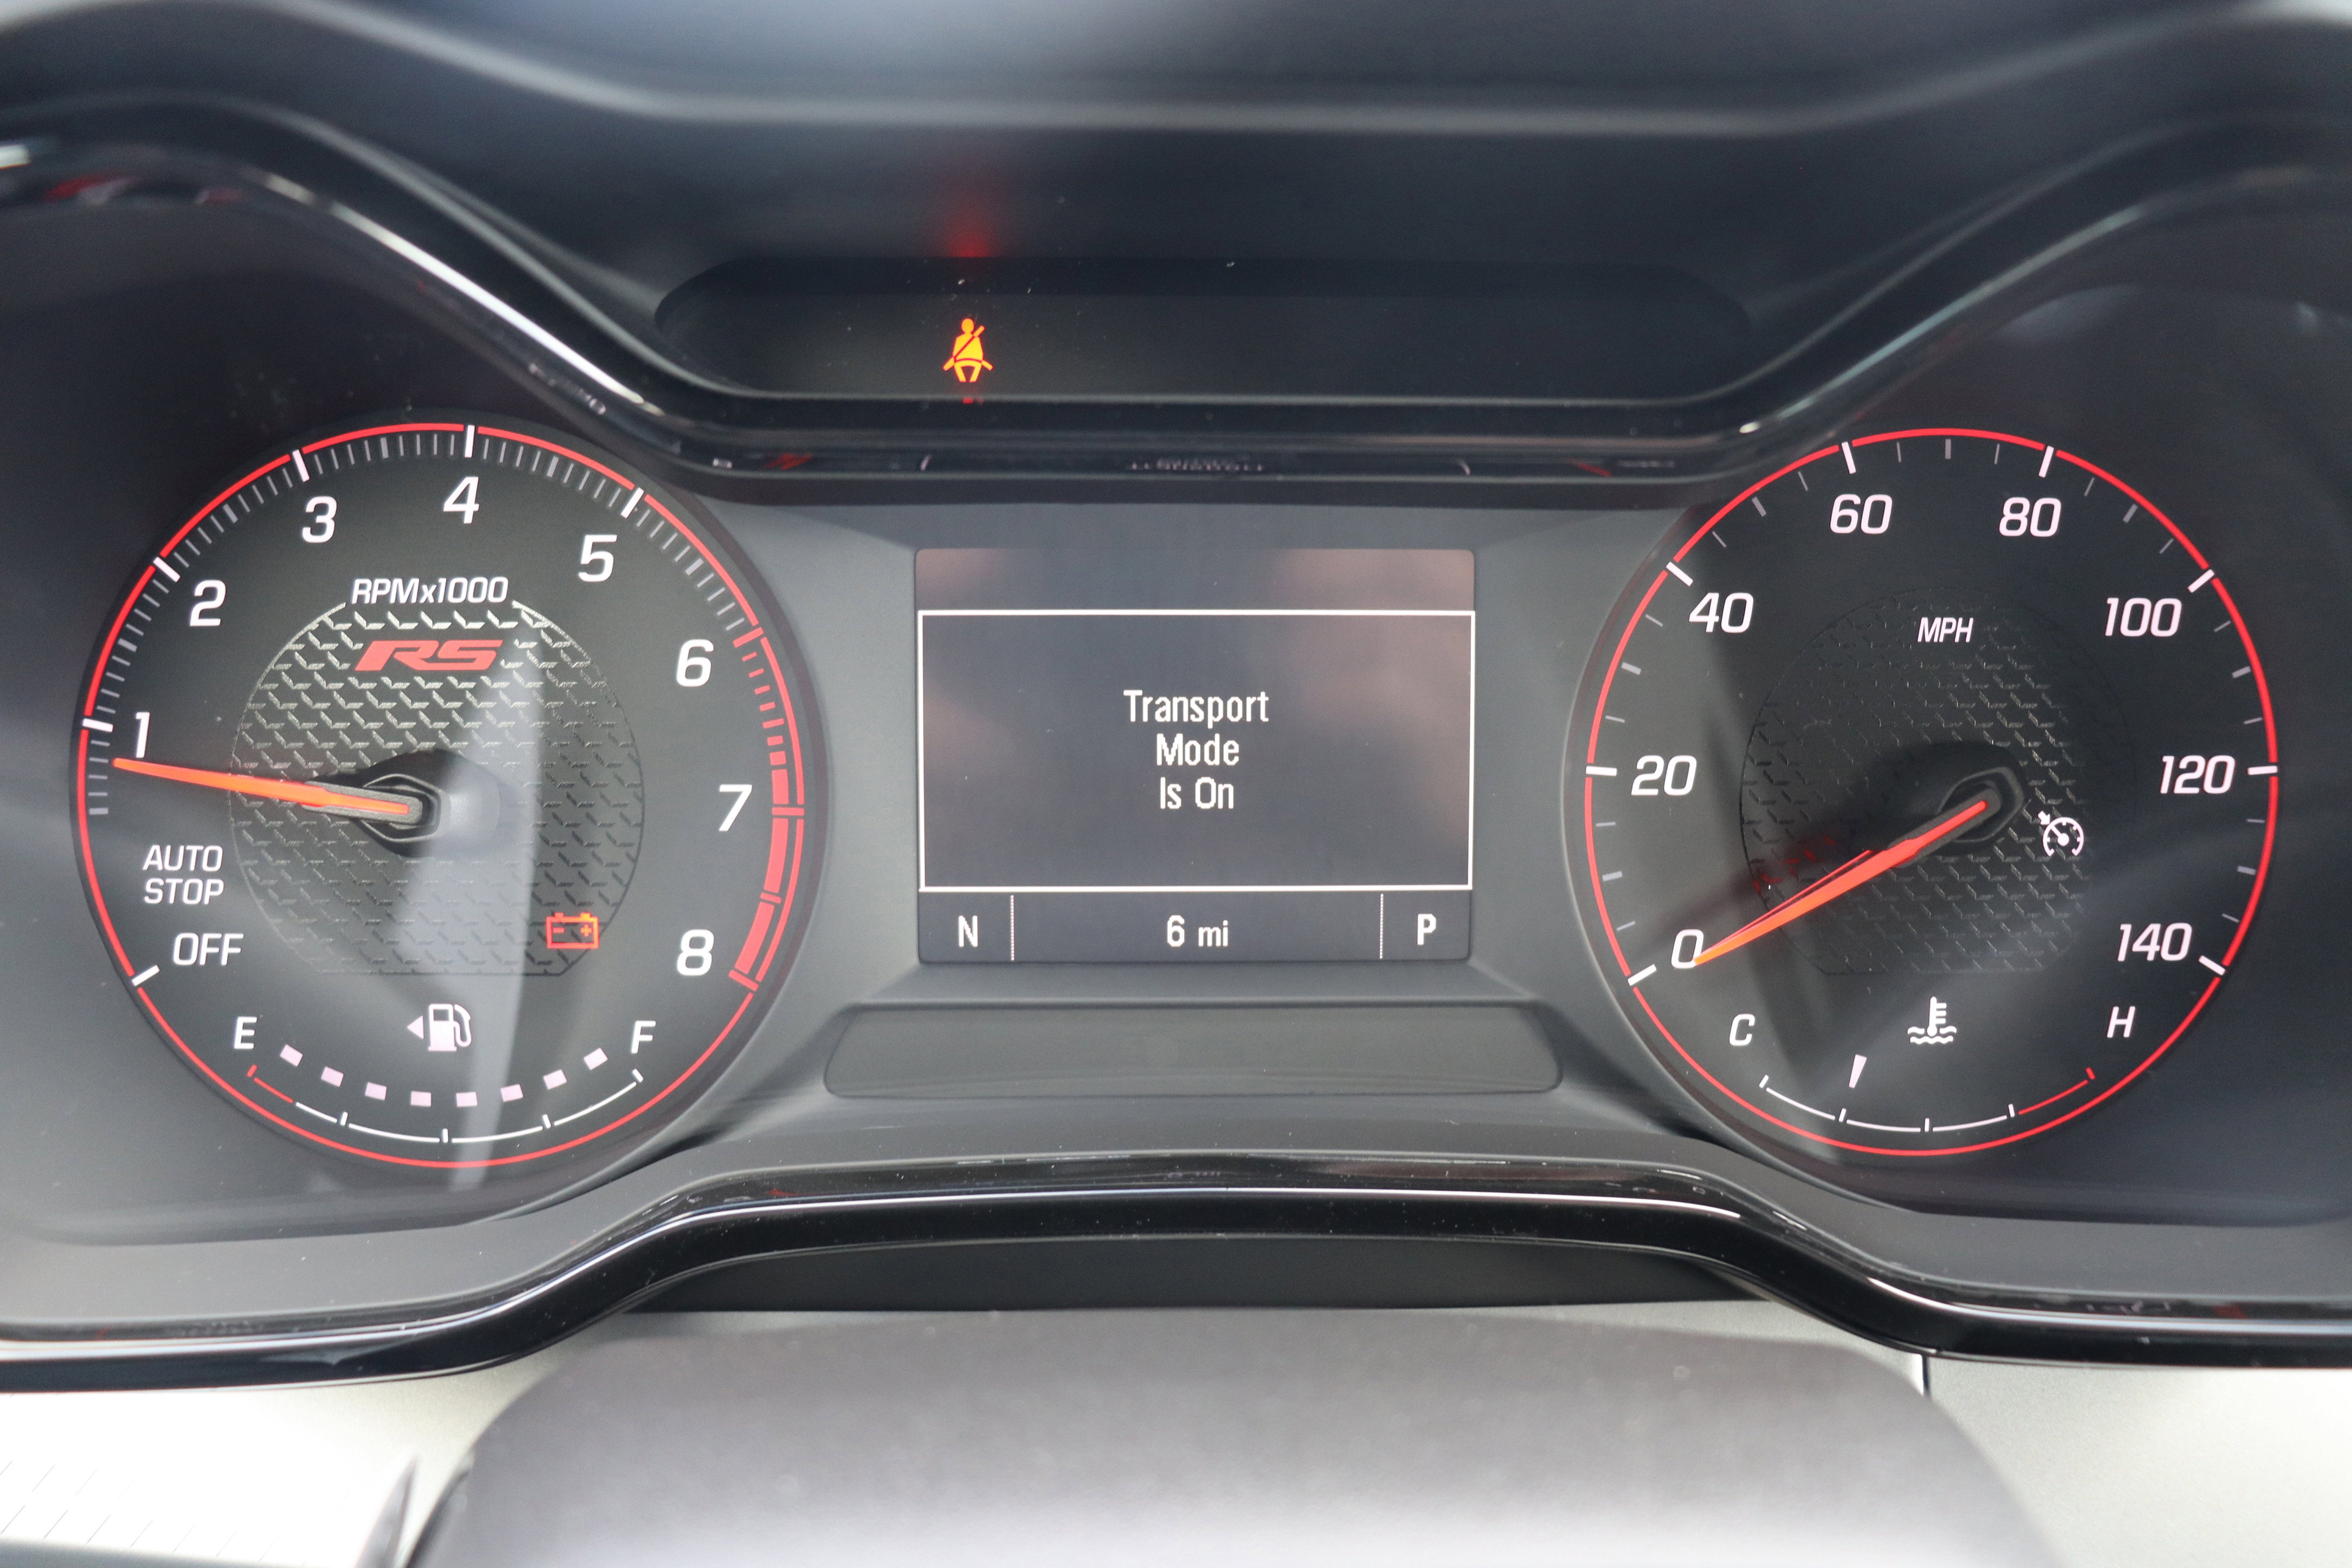 RPMx1000
RS
1
2
3
4
5
6
7
8
AUTO
STOP
OFF
E
F
Transport
Mode
Is On
N
6 mi
P
MPH
0
20
40
60
80
100
120
140
C
H